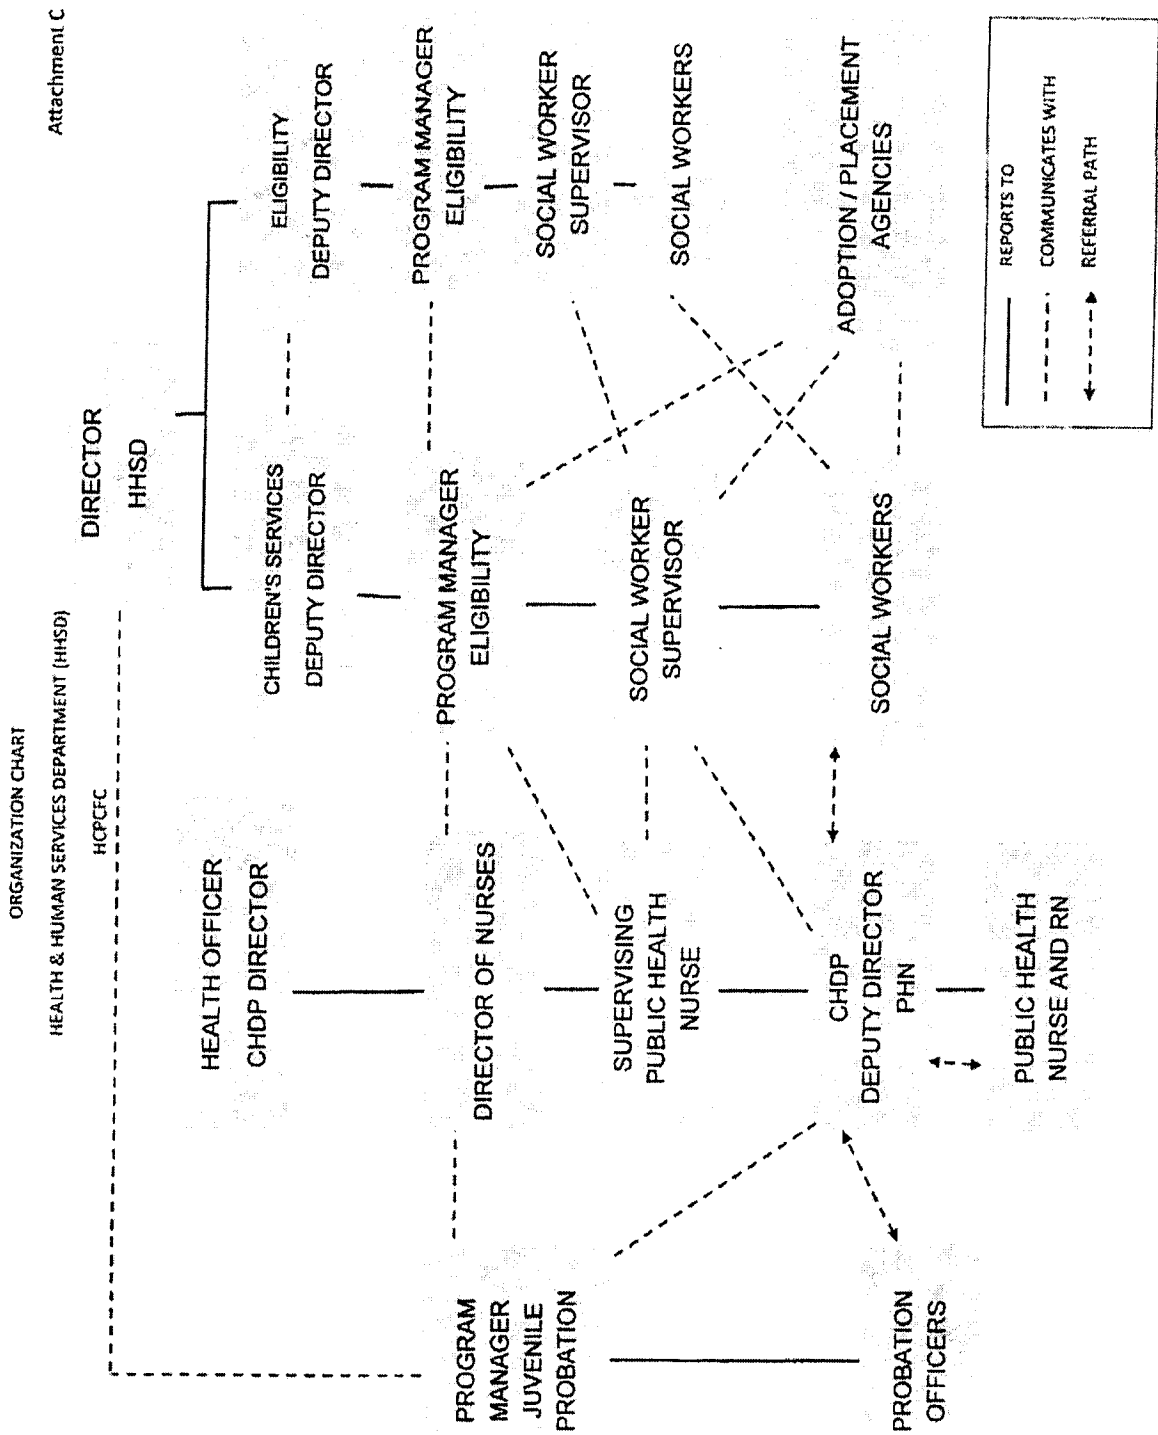 Attachment C
ORGANIZATION CHART
HEALTH & HUMAN SERVICES DEPARTMENT (HHSD)
HCPCFC
DIRECTOR
HHSD
HEALTH OFFICER
CHDP DIRECTOR
CHILDREN'S SERVICES
DEPUTY DIRECTOR
ELIGIBILITY
DEPUTY DIRECTOR
PROGRAM
MANAGER
JUVENILE
PROBATION
DIRECTOR OF NURSES
PROGRAM MANAGER
ELIGIBILITY
PROGRAM MANAGER
ELIGIBILITY
SUPERVISING
PUBLIC HEALTH
NURSE
SOCIAL WORKER
SUPERVISOR
SOCIAL WORKER
SUPERVISOR
SOCIAL WORKERS
PROBATION
OFFICERS
CHDP
DEPUTY DIRECTOR
PHN
SOCIAL WORKERS
ADOPTION / PLACEMENT
AGENCIES
PUBLIC HEALTH
NURSE AND RN
REPORTS TO
COMMUNICATES WITH
REFERRAL PATH